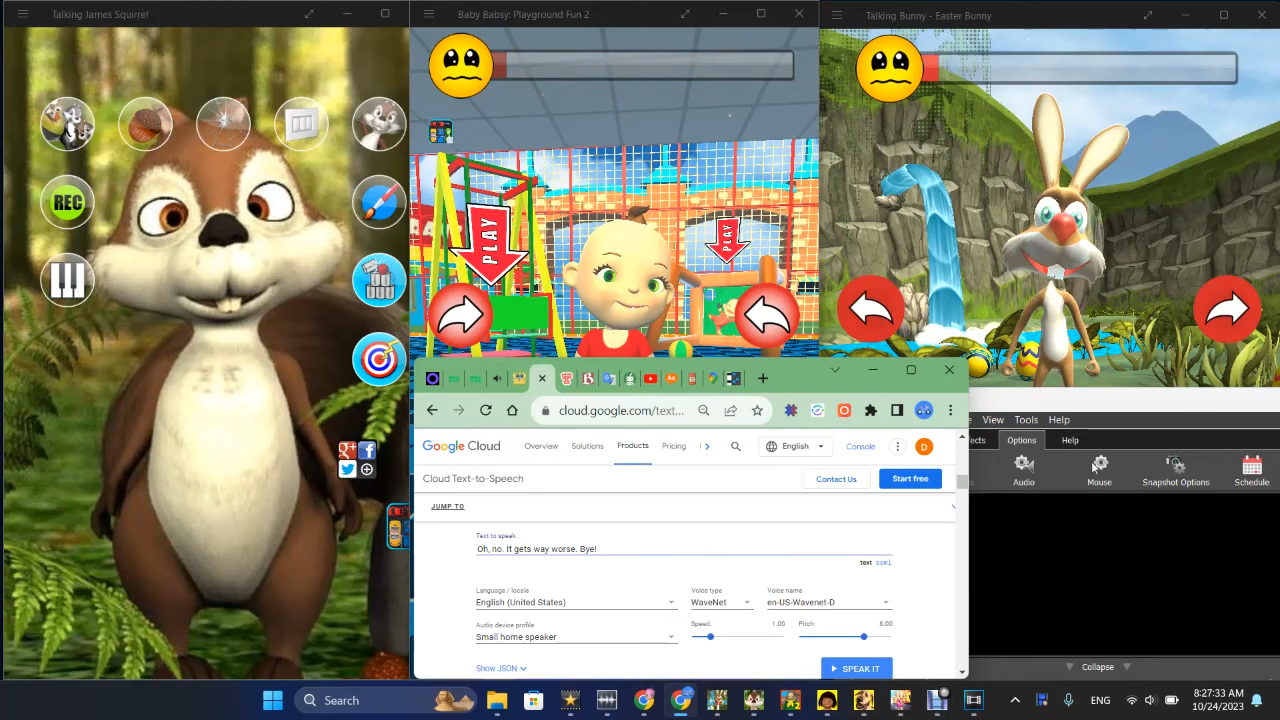 Talking James Squirrel
Baby Babsy: Playground Fun 2
Talking Bunny - Easter Bunny
REC
PLAY
PLAY
cloud.google.com/text...
Google Cloud
Overview
Solutions
Products
Pricing
English
Console
D
Cloud Text-to-Speech
Contact Us
Start free
JUMP TO
Text to speak:
Oh, no. It gets way worse. Bye!
text
ssml
Language / locale
English (United States)
Voice type
WaveNet
Voice name
en-US-Wavenet-D
Audio device profile
Small home speaker
Speed:
1.00
Pitch:
8.00
Show JSON
SPEAK IT
View
Tools
Help
Options
Help
Audio
Mouse
Snapshot Options
Schedule
Collapse
Search
ENG
8:27:33 AM
10/24/2023